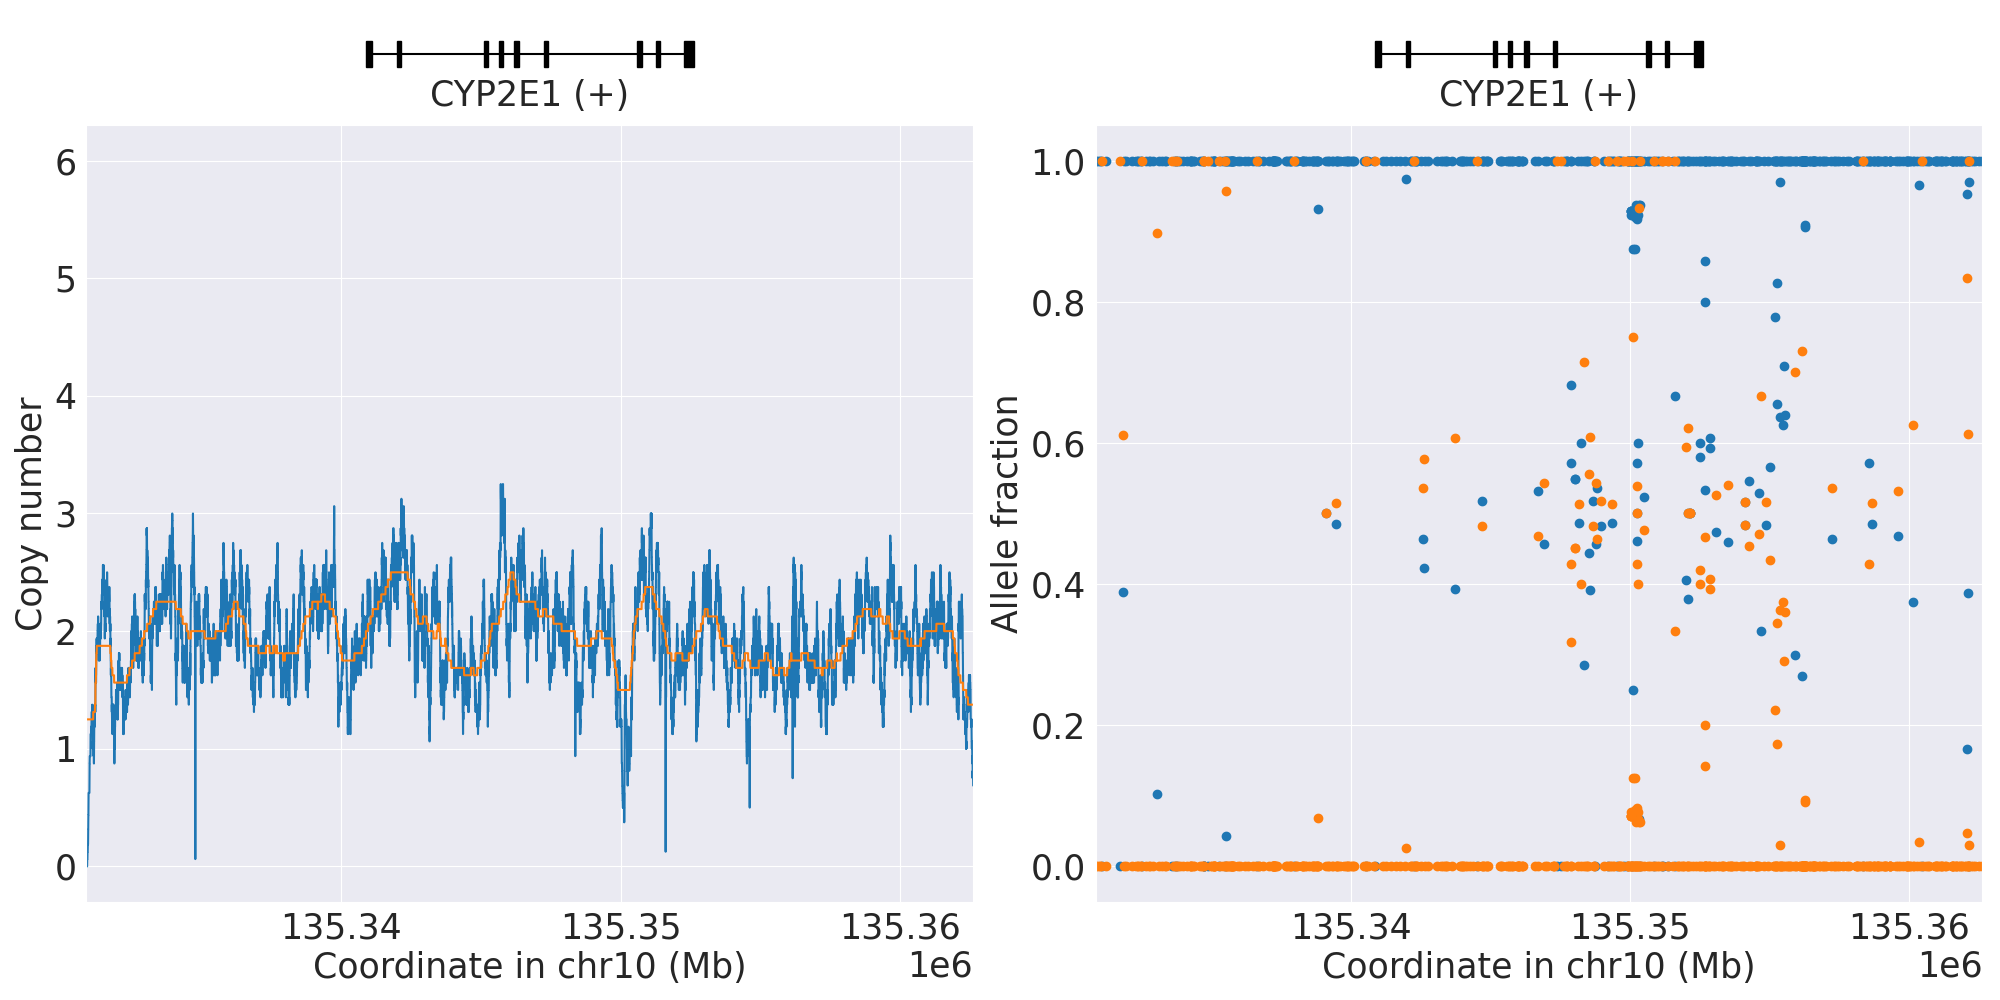 CYP2E1 (+)
6
5
4
3
2
1
0
Copy number
135.34 135.35 135.36
Coordinate in chr10 (Mb)
1e6
CYP2E1 (+)
1.0
0.8
0.6
0.4
0.2
0.0
Allele fraction
135.34 135.35 135.36
Coordinate in chr10 (Mb)
1e6